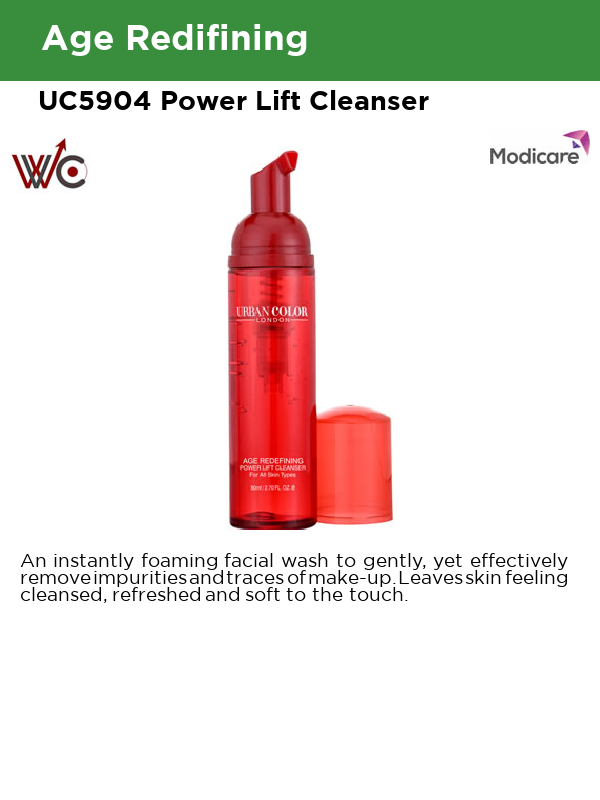 Age Redifining
UC5904 Power Lift Cleanser
WC
Modicare
URBAN COLOR
LONDON
AGE REDEFINING
POWER LIFT CLEANSER
For All Skin Types
80ml / 2.70 FL. OZ. ℮
An instantly foaming facial wash to gently, yet effectively
remove impurities and traces of make-up. Leaves skin feeling
cleansed, refreshed and soft to the touch.